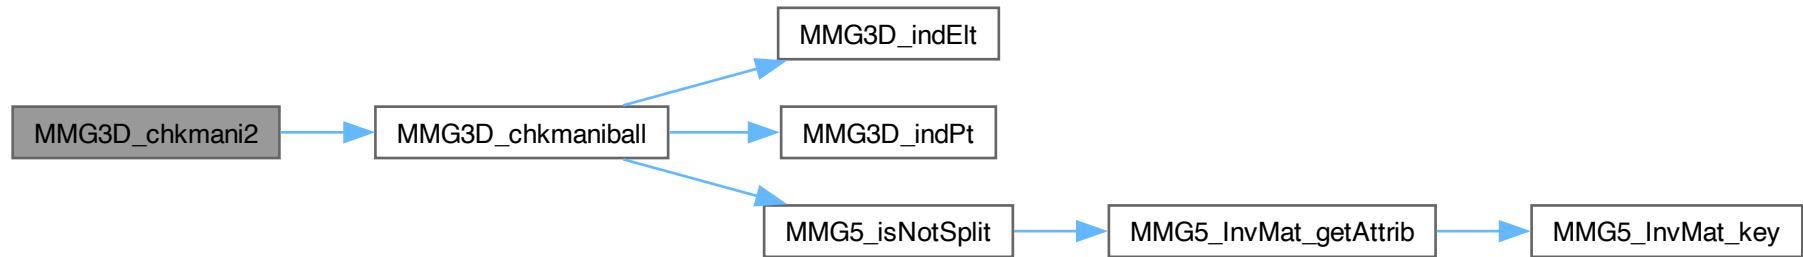 MMG3D_indElt
MMG3D_chkmani2
MMG3D_chkmaniball
MMG3D_indPt
MMG5_isNotSplit
MMG5_InvMat_getAttrib
MMG5_InvMat_key